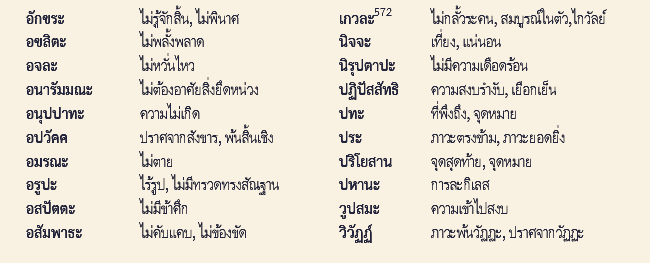 อักขระ ไม่รู้จักสิ้น, ไม่พินาศ
อขลิตะ ไม่พลั้งพลาด
อจละ ไม่หวั่นไหว
อนารัมมณะ ไม่ต้องอาศัยสิ่งยึดหน่วง
อนุปปาทะ ความไม่เกิด
อปวัคค ปราศจากสังขาร, พ้นสิ้นเชิง
อมรณะ ไม่ตาย
อรูปะ ไร้รูป, ไม่มีทรวดทรงสัณฐาน
อสปัตตะ ไม่มีข้าศึก
อสัมพาธะ ไม่คับแคบ, ไม่ข้องขัด
เกวละ572 ไม่กลั้วระคน, สมบูรณ์ในตัว,ไกวัลย์
นิจจะ เที่ยง, แน่นอน
นิรุปตาปะ ไม่มีความเดือดร้อน
ปฏิปัสสัทธิ ความสงบรำงับ, เยือกเย็น
ปทะ ที่พึงถึง, จุดหมาย
ประ ภาวะตรงข้าม, ภาวะยอดยิ่ง
ปริโยสาน จุดสุดท้าย, จุดหมาย
ปหานะ การละกิเลส
วูปสมะ ความเข้าไปสงบ
วิวัฏฏ์ ภาวะพ้นวัฏฏะ, ปราศจากวัฏฏะ